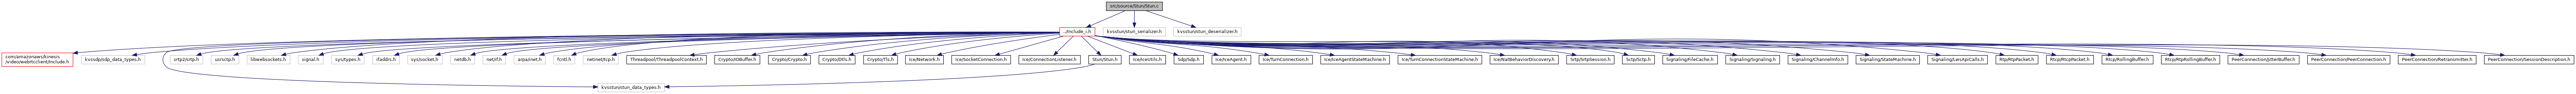 src/source/Stun/Stun.c
../Include_i.h
kvsstun/stun_serializer.h
kvsstun/stun_deserializer.h
com/amazonaws/kinesis
/video/webrtcclient/Include.h
kvssdp/sdp_data_types.h
srtp2/srtp.h
usrsctp.h
libwebsockets.h
signal.h
sys/types.h
ifaddrs.h
sys/socket.h
netdb.h
net/if.h
arpa/inet.h
fcntl.h
netinet/tcp.h
Threadpool/ThreadpoolContext.h
Crypto/IOBuffer.h
Crypto/Crypto.h
Crypto/Dtls.h
Crypto/Tls.h
Ice/Network.h
Ice/SocketConnection.h
Ice/ConnectionListener.h
Stun/Stun.h
Ice/IceUtils.h
Sdp/Sdp.h
Ice/IceAgent.h
Ice/TurnConnection.h
Ice/IceAgentStateMachine.h
Ice/TurnConnectionStateMachine.h
Ice/NatBehaviorDiscovery.h
Srtp/SrtpSession.h
Sctp/Sctp.h
Signaling/FileCache.h
Signaling/Signaling.h
Signaling/ChannelInfo.h
Signaling/StateMachine.h
Signaling/LwsApiCalls.h
Rtp/RtpPacket.h
Rtcp/RtcpPacket.h
Rtcp/RollingBuffer.h
Rtcp/RtpRollingBuffer.h
PeerConnection/JitterBuffer.h
PeerConnection/PeerConnection.h
PeerConnection/Retransmitter.h
PeerConnection/SessionDescription.h
kvsstun/stun_data_types.h